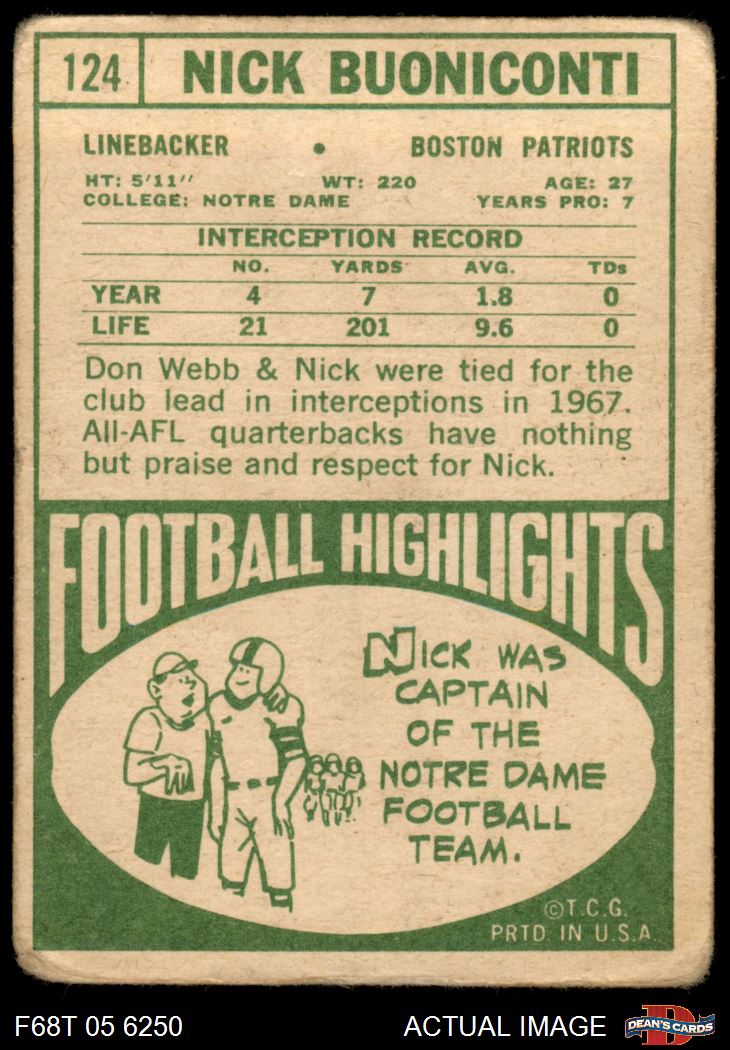 124 NICK BUONICONTI
LINEBACKER • BOSTON PATRIOTS
HT: 5'11'' WT: 220 AGE: 27
COLLEGE: NOTRE DAME YEARS PRO: 7
INTERCEPTION RECORD
NO. YARDS AVG. TDs
YEAR 4 7 1.8 0
LIFE 21 201 9.6 0
Don Webb & Nick were tied for the
club lead in interceptions in 1967.
All-AFL quarterbacks have nothing
but praise and respect for Nick.
FOOTBALL HIGHLIGHTS
NICK WAS
CAPTAIN
OF THE
NOTRE DAME
FOOTBALL
TEAM.
©T.C.G.
PRTD. IN U.S.A.
F68T 05 6250 ACTUAL IMAGE D DEAN'S CARDS